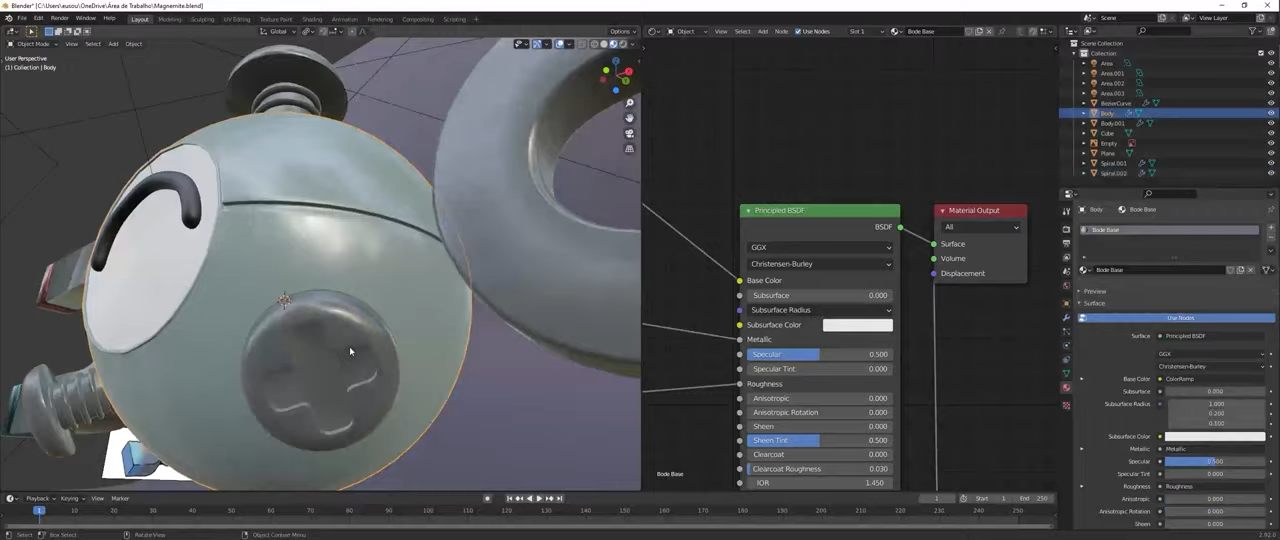 Blender* [C:\Users\eusou\OneDrive\Área de Trabalho\Magnemite.blend]
File Edit Render Window Help Layout Modeling Sculpting UV Editing Texture Paint Shading Animation Rendering Compositing Scripting Scene View Layer
Global Options Object View Select Add Node Use Nodes Slot 1 Bode Base
Object Mode View Select Add Object
User Perspective
(1) Collection | Body
Scene Collection
Collection
Area
Area.001
Area.002
Area.003
BezierCurve
Body
Body.001
Cube
Empty
Plane
Spiral.001
Spiral.002
Principled BSDF
BSDF
GGX
Christensen-Burley
Base Color
Subsurface 0.000
Subsurface Radius
Subsurface Color
Metallic
Specular 0.500
Specular Tint 0.000
Roughness
Anisotropic 0.000
Anisotropic Rotation 0.000
Sheen 0.000
Sheen Tint 0.500
Clearcoat 0.000
Clearcoat Roughness 0.030
IOR 1.450
Material Output
All
Surface
Volume
Displacement
Bode Base
Body Bode Base
Bode Base
Bode Base
Preview
Surface
Use Nodes
Surface Principled BSDF
GGX
Christensen-Burley
Base Color ColorRamp
Subsurface 0.000
Subsurface Radius 1.000
0.200
0.100
Subsurface Color
Metallic Metallic
Specular 0.500
Specular Tint 0.000
Roughness Roughness
Anisotropic 0.000
Anisotropic Rotation 0.000
Sheen 0.000
Playback Keying View Marker 1 Start 1 End 250
1 10 20 30 40 50 60 70 80 90 100 110 120 130 140 150 160 170 180 190 200 210 220 230 240 250
Select Box Select Rotate View Object Context Menu 2.92.0